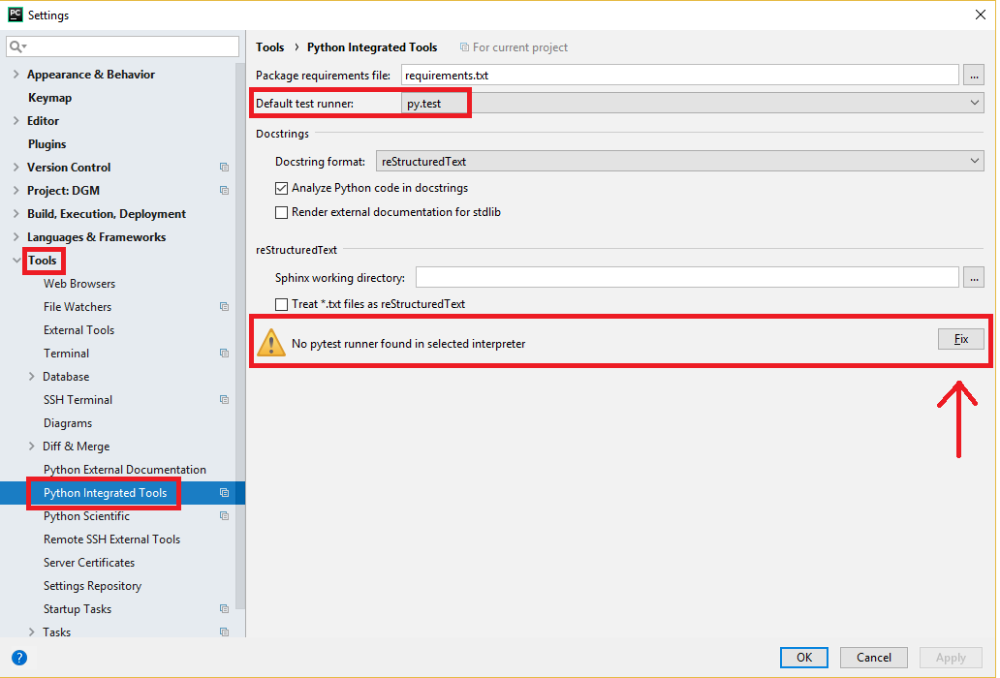 PC
Settings
Tools › Python Integrated Tools For current project
Appearance & Behavior
Keymap
Editor
Plugins
Version Control
Project: DGM
Build, Execution, Deployment
Languages & Frameworks
Tools
Web Browsers
File Watchers
External Tools
Terminal
Database
SSH Terminal
Diagrams
Diff & Merge
Python External Documentation
Python Integrated Tools
Python Scientific
Remote SSH External Tools
Server Certificates
Settings Repository
Startup Tasks
Tasks
Package requirements file: requirements.txt ...
Default test runner: py.test
Docstrings
Docstring format: reStructuredText
Analyze Python code in docstrings
Render external documentation for stdlib
reStructuredText
Sphinx working directory: ...
Treat *.txt files as reStructuredText
No pytest runner found in selected interpreter Fix
? OK Cancel Apply